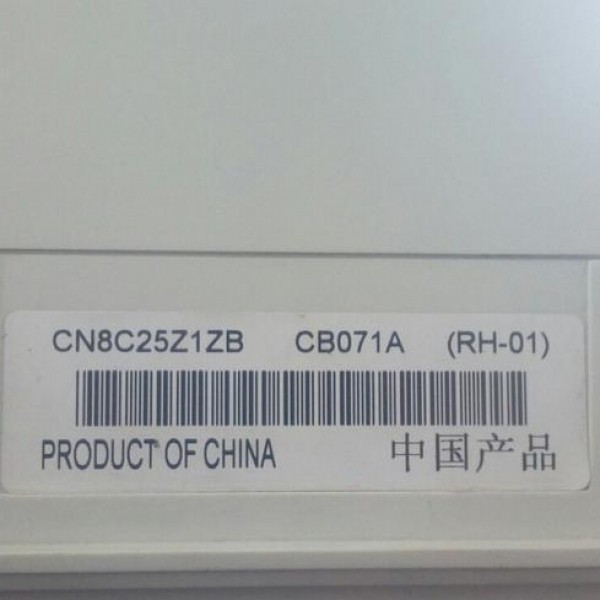 CN8C25Z1ZB CB071A (RH-01)
PRODUCT OF CHINA 中国产品